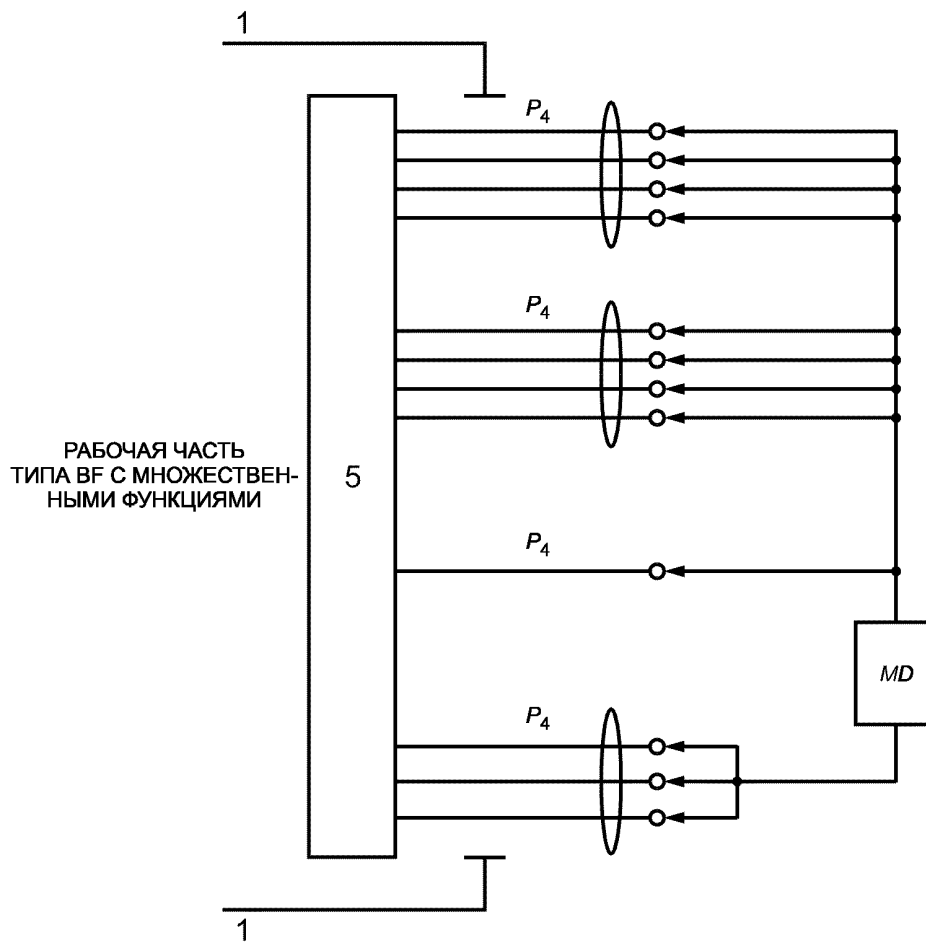 1
P4
P4
РАБОЧАЯ ЧАСТЬ
ТИПА BF С МНОЖЕСТВЕН-
НЫМИ ФУНКЦИЯМИ
5
P4
MD
P4
1